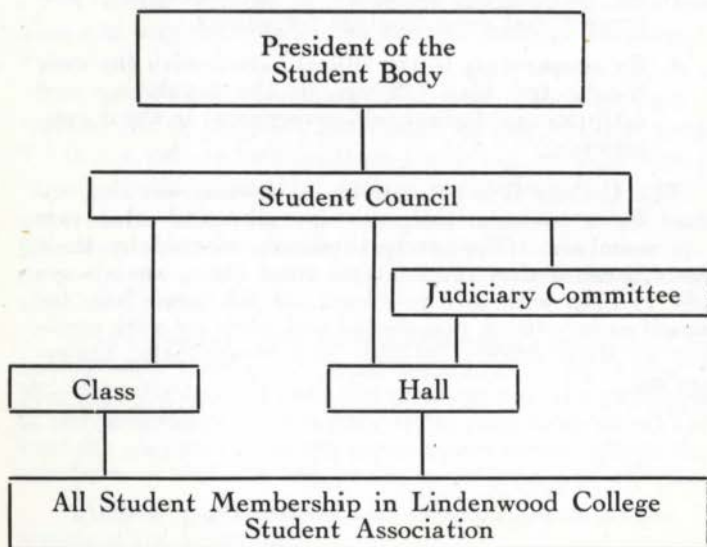 President of the
Student Body
Student Council
Judiciary Committee
Class
Hall
All Student Membership in Lindenwood College
Student Association